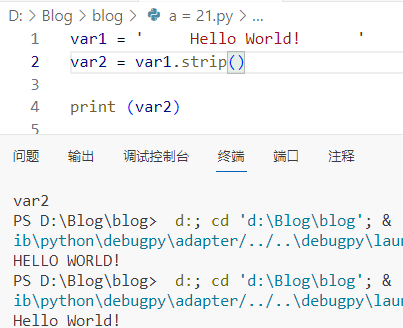 D: > Blog > blog > a = 21.py > ...
1 var1 = '     Hello World!      '
2 var2 = var1.strip()
3
4 print (var2)
5
问题 输出 调试控制台 终端 端口 注释
var2
PS D:\Blog\blog>  d:; cd 'd:\Blog\blog'; &
ib\python\debugpy\adapter/../..\debugpy\lau
HELLO WORLD!
PS D:\Blog\blog>  d:; cd 'd:\Blog\blog'; &
ib\python\debugpy\adapter/../..\debugpy\lau
Hello World!